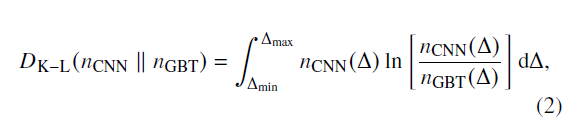 D_{K-L}(n_{CNN} || n_{GBT}) = ∫_{Δ_{min}}^{Δ_{max}} n_{CNN}(Δ) ln [n_{CNN}(Δ) / n_{GBT}(Δ)] dΔ,
(2)